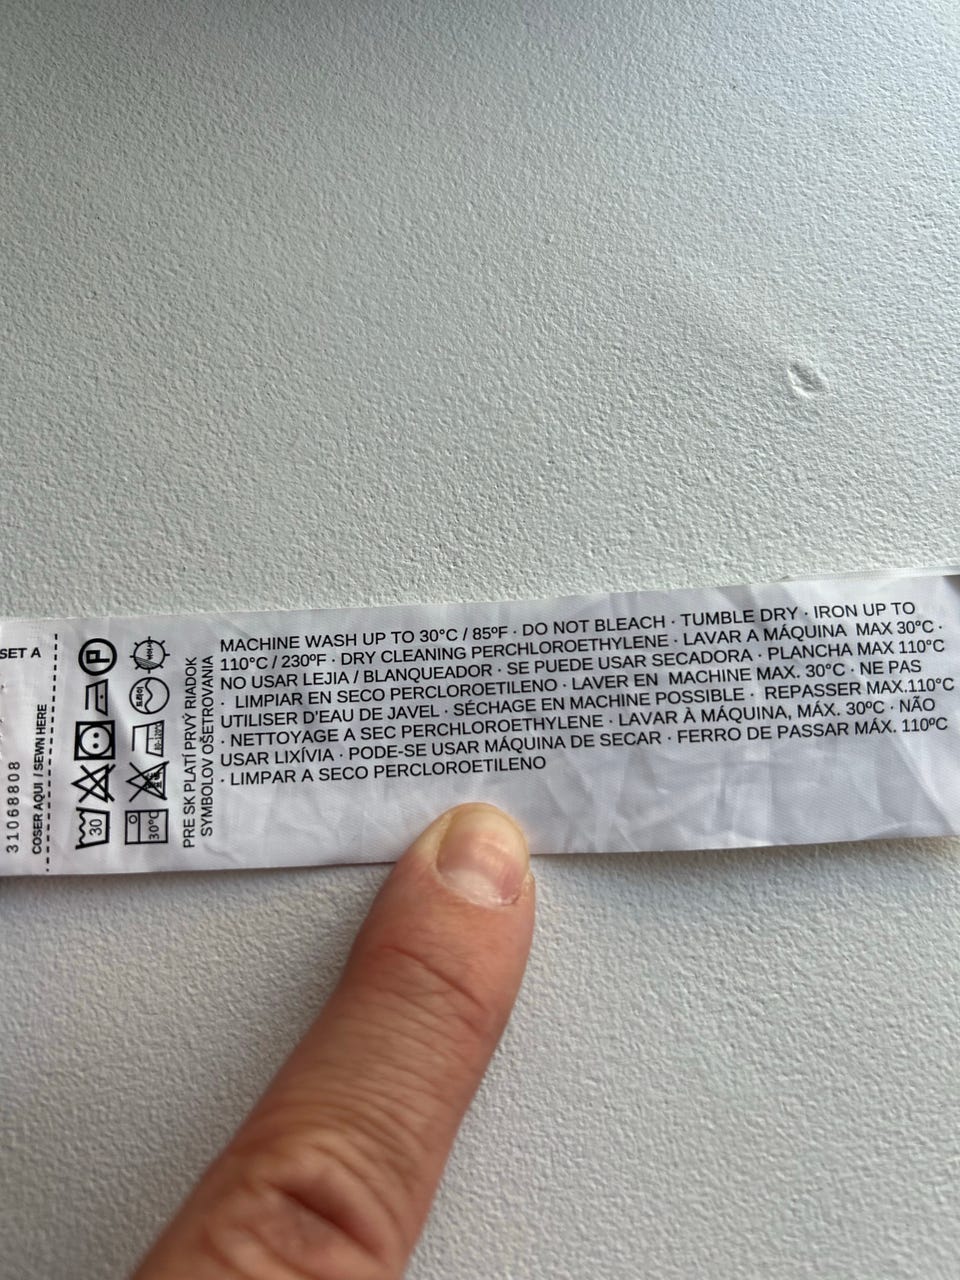 SET A
31068808
COSER AQUI / SEWN HERE
30
P
30°C
PRE SK PLATÍ PRVÝ RIADOK
SYMBOLOV OŠETROVANIA
MACHINE WASH UP TO 30°C / 85ºF · DO NOT BLEACH · TUMBLE DRY · IRON UP TO
110°C / 230ºF · DRY CLEANING PERCHLOROETHYLENE · LAVAR A MÁQUINA MAX 30°C ·
NO USAR LEJIA / BLANQUEADOR · SE PUEDE USAR SECADORA · PLANCHA MAX 110°C
· LIMPIAR EN SECO PERCLOROETILENO · LAVER EN MACHINE MAX. 30°C · NE PAS
UTILISER D'EAU DE JAVEL · SÉCHAGE EN MACHINE POSSIBLE · REPASSER MAX.110°C
· NETTOYAGE A SEC PERCHLOROETHYLENE · LAVAR À MÁQUINA, MÁX. 30ºC · NÃO
USAR LIXÍVIA · PODE-SE USAR MÁQUINA DE SECAR · FERRO DE PASSAR MÁX. 110ºC
· LIMPAR A SECO PERCLOROETILENO